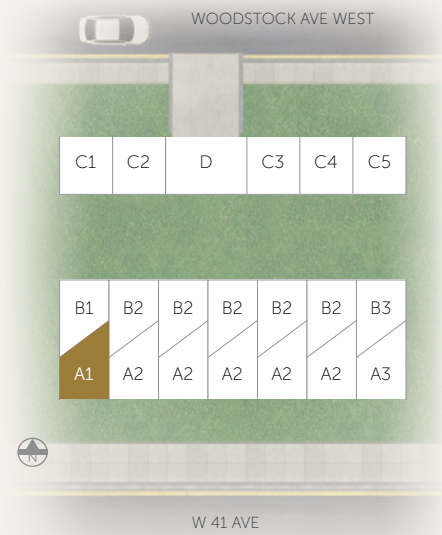 WOODSTOCK AVE WEST
C1 C2 D C3 C4 C5
B1 B2 B2 B2 B2 B2 B3
A1 A2 A2 A2 A2 A2 A3
N
W 41 AVE